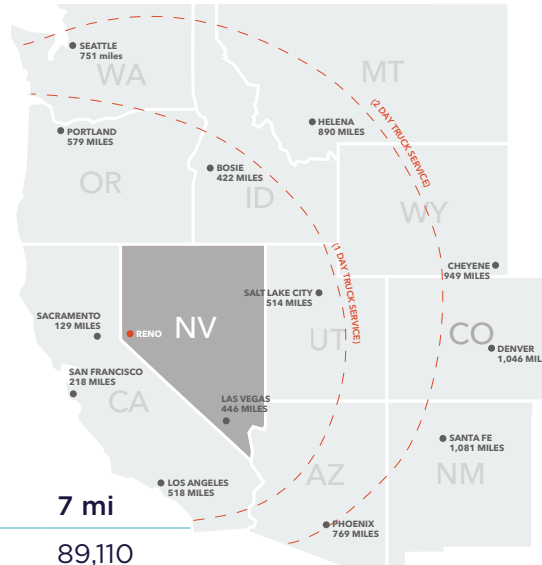 SEATTLE
751 miles
WA
MT
(2 DAY TRUCK SERVICE)
HELENA
890 MILES
PORTLAND
579 MILES
BOSIE
422 MILES
OR
ID
WY
(1 DAY TRUCK SERVICE)
CHEYENE
949 MILES
SALT LAKE CITY
514 MILES
SACRAMENTO
129 MILES
RENO
NV
UT
CO
DENVER
1,046 MIL
SAN FRANCISCO
218 MILES
CA
LAS VEGAS
446 MILES
SANTA FE
1,081 MILES
AZ
NM
LOS ANGELES
518 MILES
PHOENIX
769 MILES
7 mi
89,110